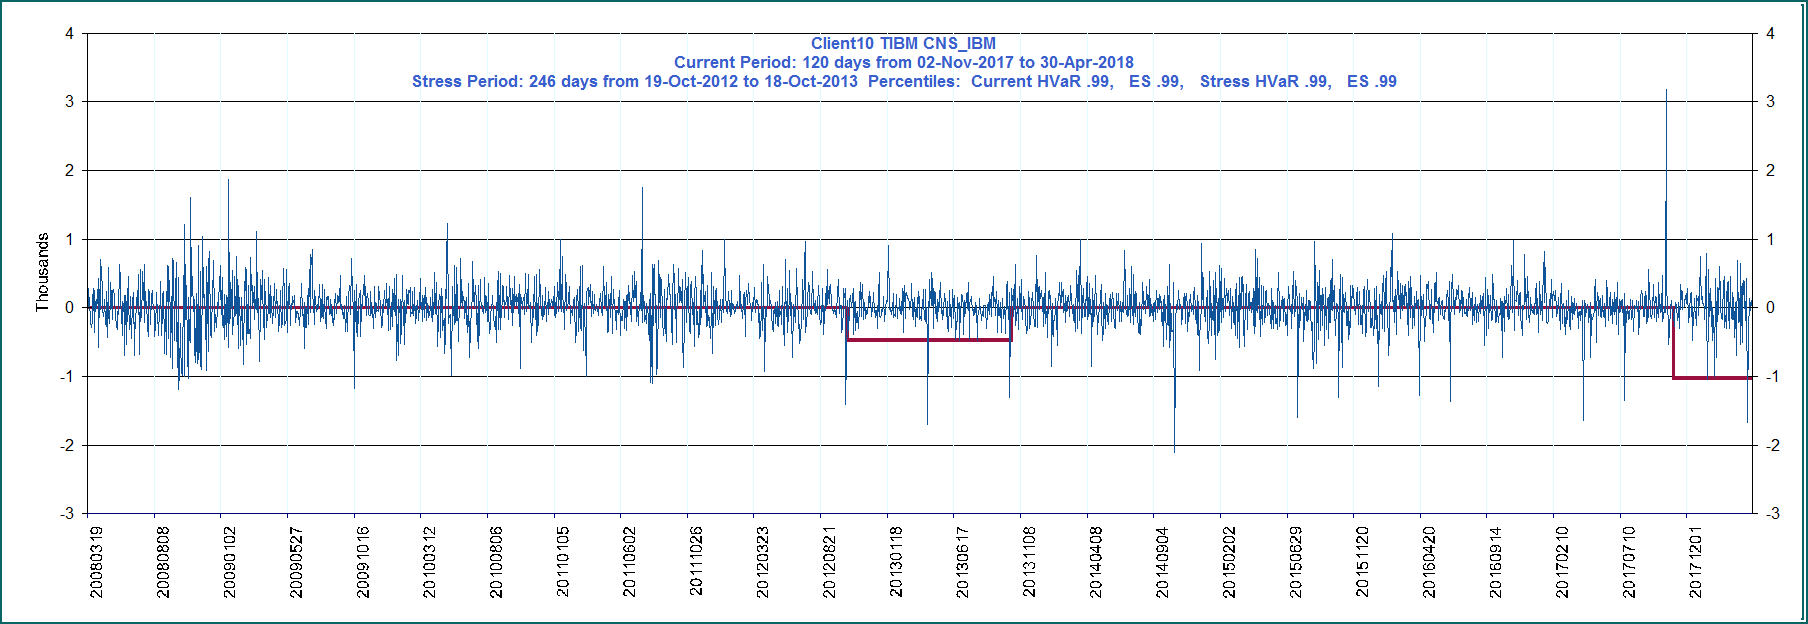 Client10 TIBM CNS_IBM
Current Period: 120 days from 02-Nov-2017 to 30-Apr-2018
Stress Period: 246 days from 19-Oct-2012 to 18-Oct-2013  Percentiles:  Current HVaR .99,   ES .99,   Stress HVaR .99,   ES .99
4 4
3 3
2 2
1 1
0 0
-1 -1
-2 -2
-3 -3
Thousands
20080319 20080808 20090102 20090527 20091016 20100312 20100806 20110105 20110602 20111026 20120323 20120821 20130118 20130617 20131108 20140408 20140904 20150202 20150629 20151120 20160420 20160914 20170210 20170710 20171201